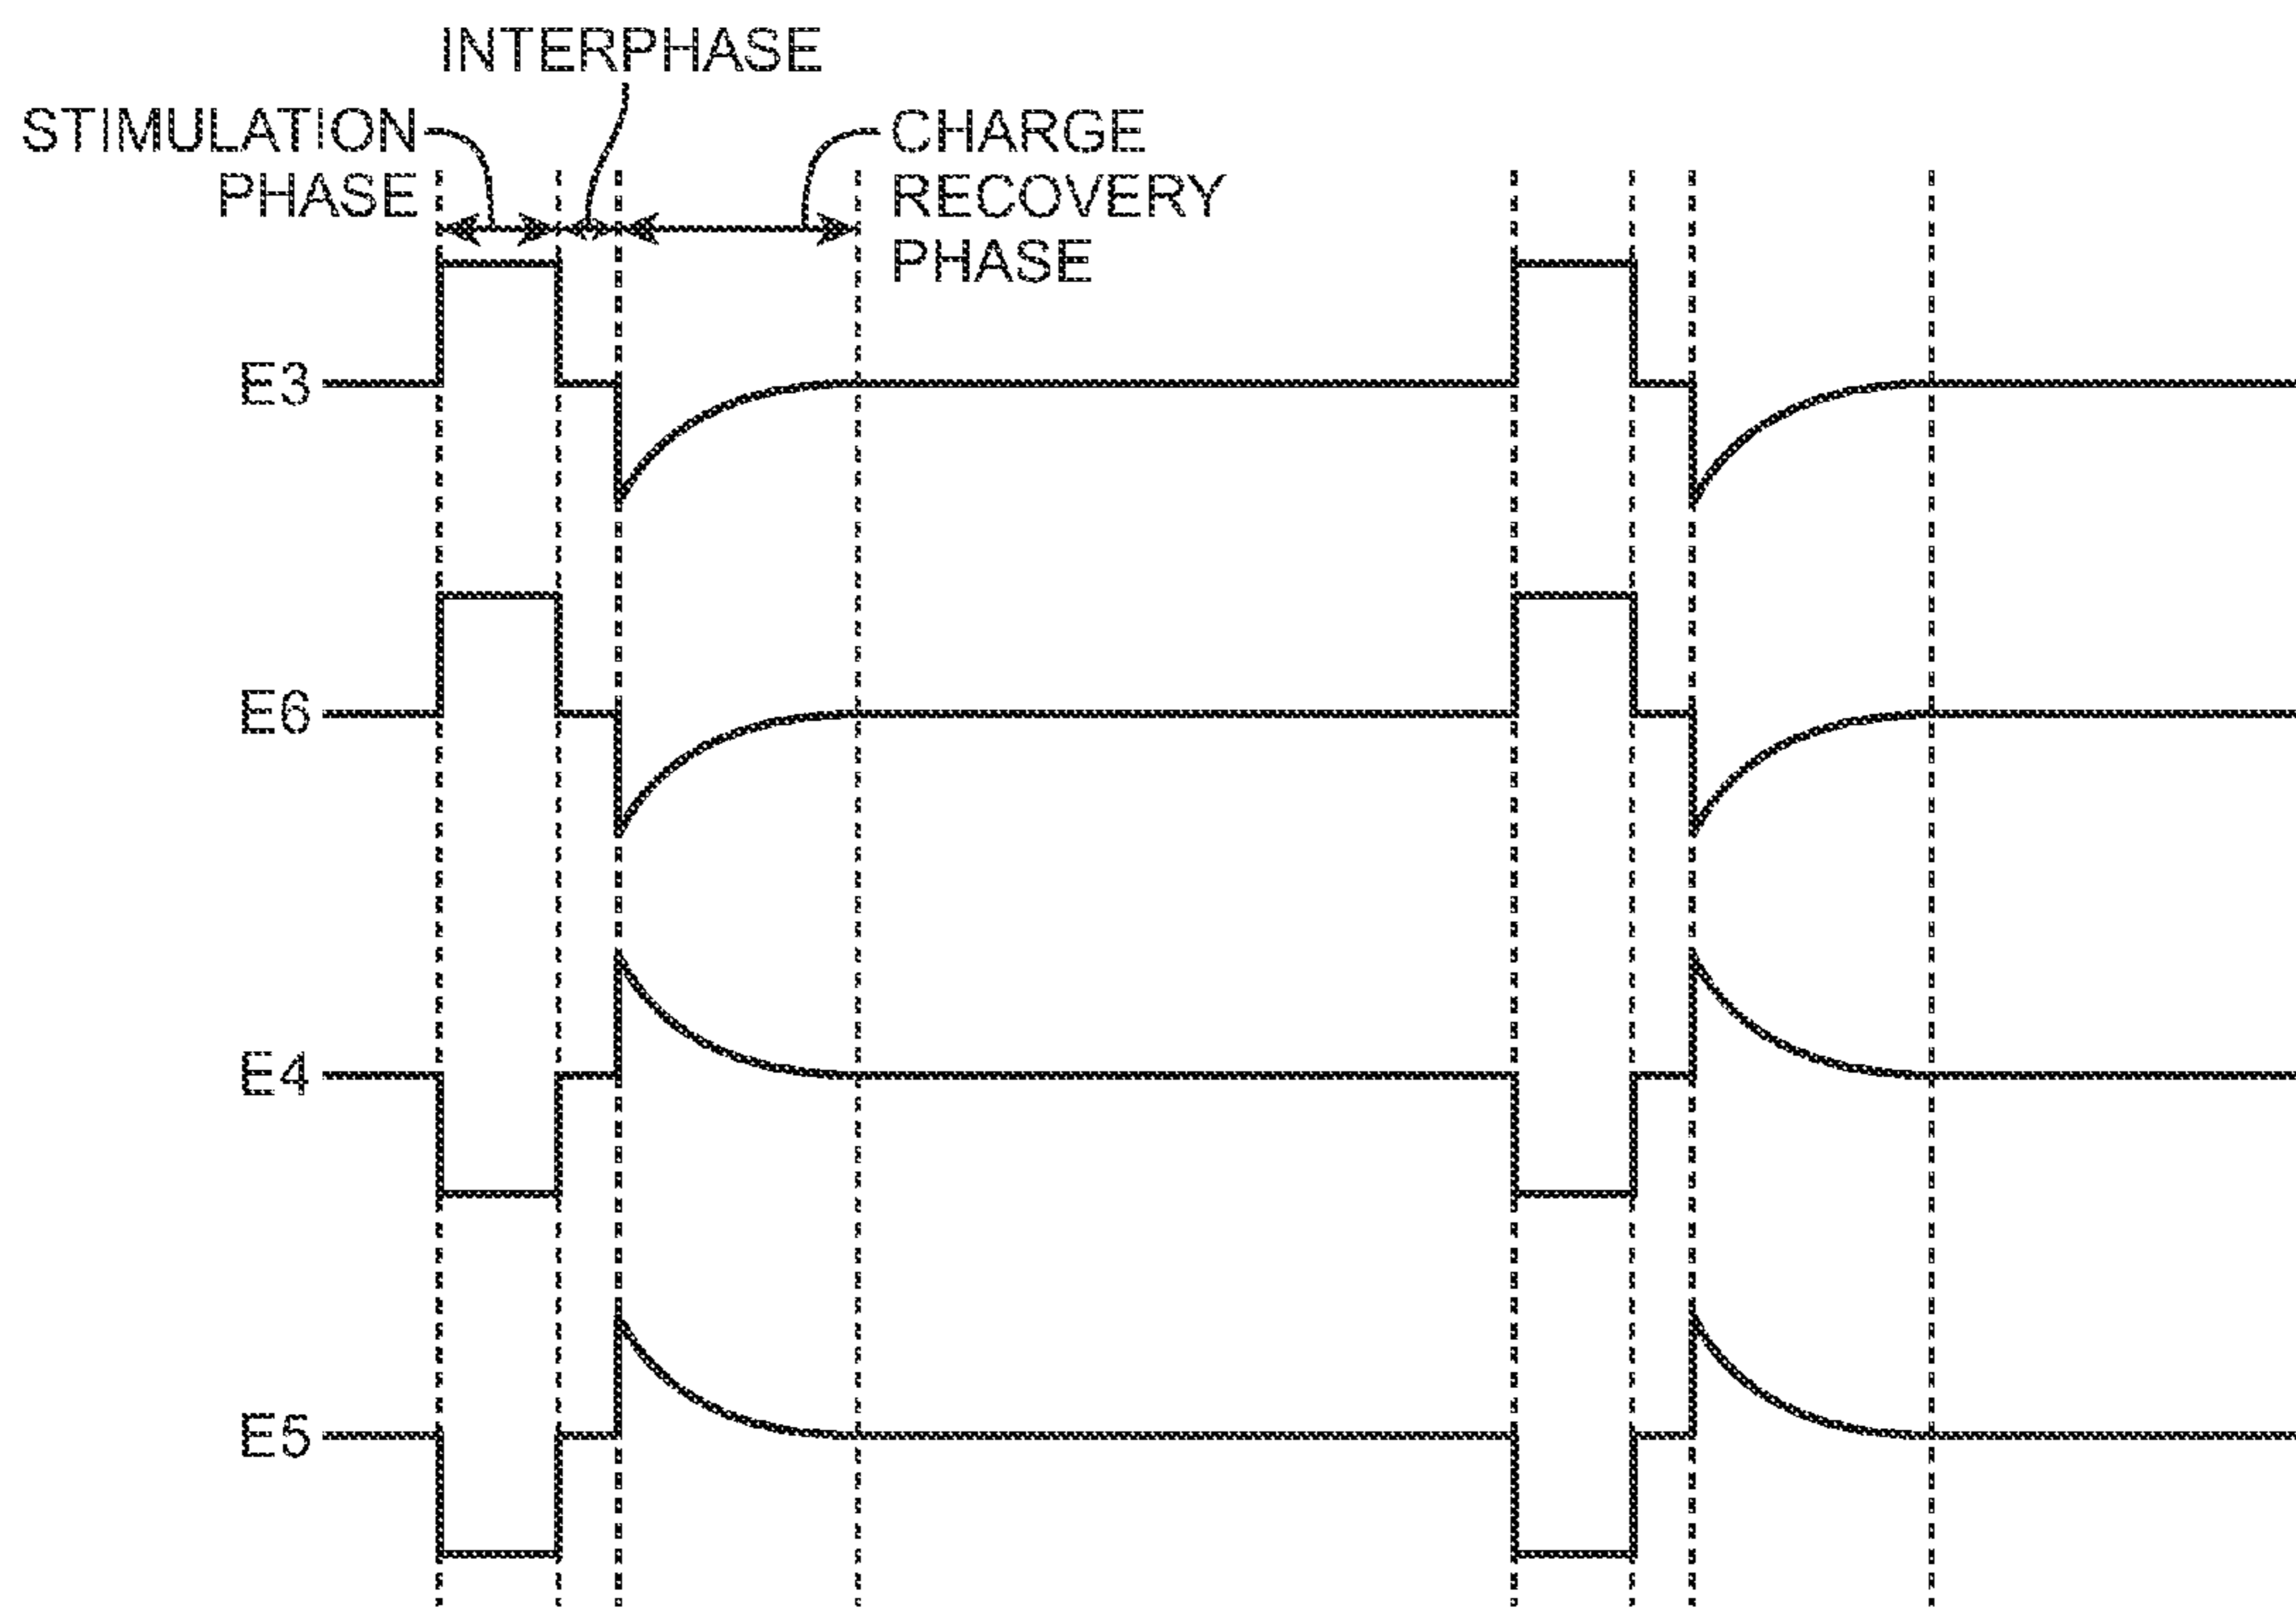 INTERPHASE
STIMULATION
PHASE
CHARGE
RECOVERY
PHASE
E3
E6
E4
E5